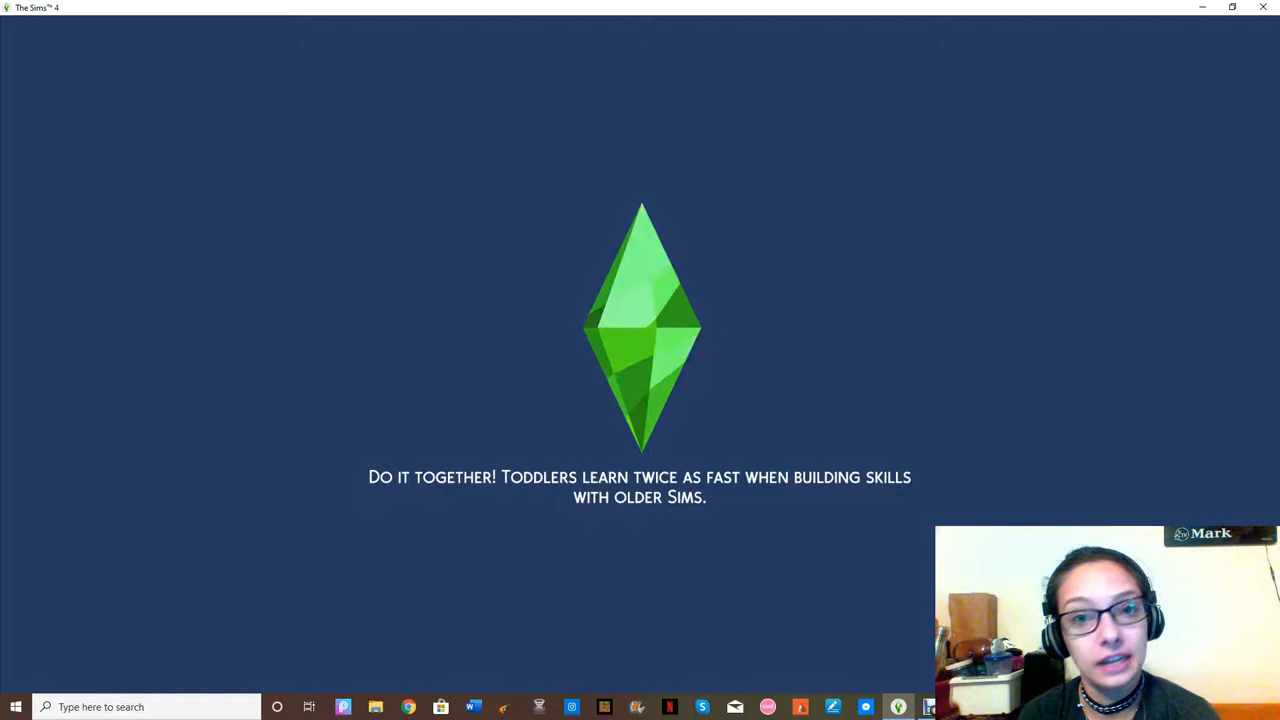 The Sims™ 4
DO IT TOGETHER! TODDLERS LEARN TWICE AS FAST WHEN BUILDING SKILLS
WITH OLDER SIMS.
Mark
Type here to search